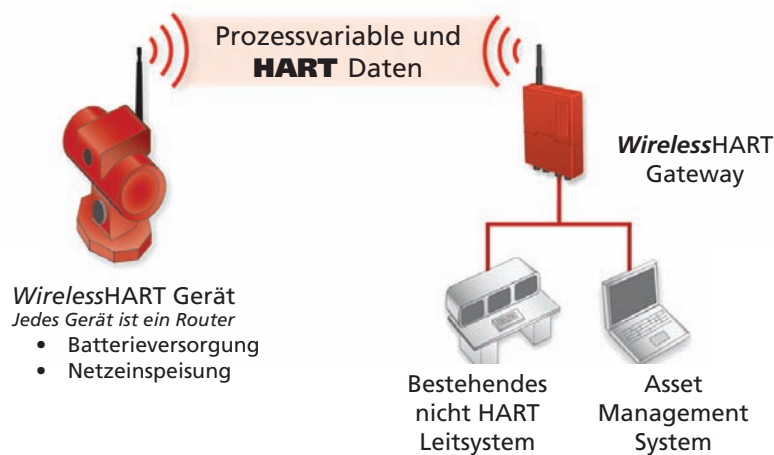 Prozessvariable und
HART Daten
WirelessHART
Gateway
WirelessHART Gerät
Jedes Gerät ist ein Router
• Batterieversorgung
• Netzeinspeisung
Bestehendes
nicht HART
Leitsystem
Asset
Management
System